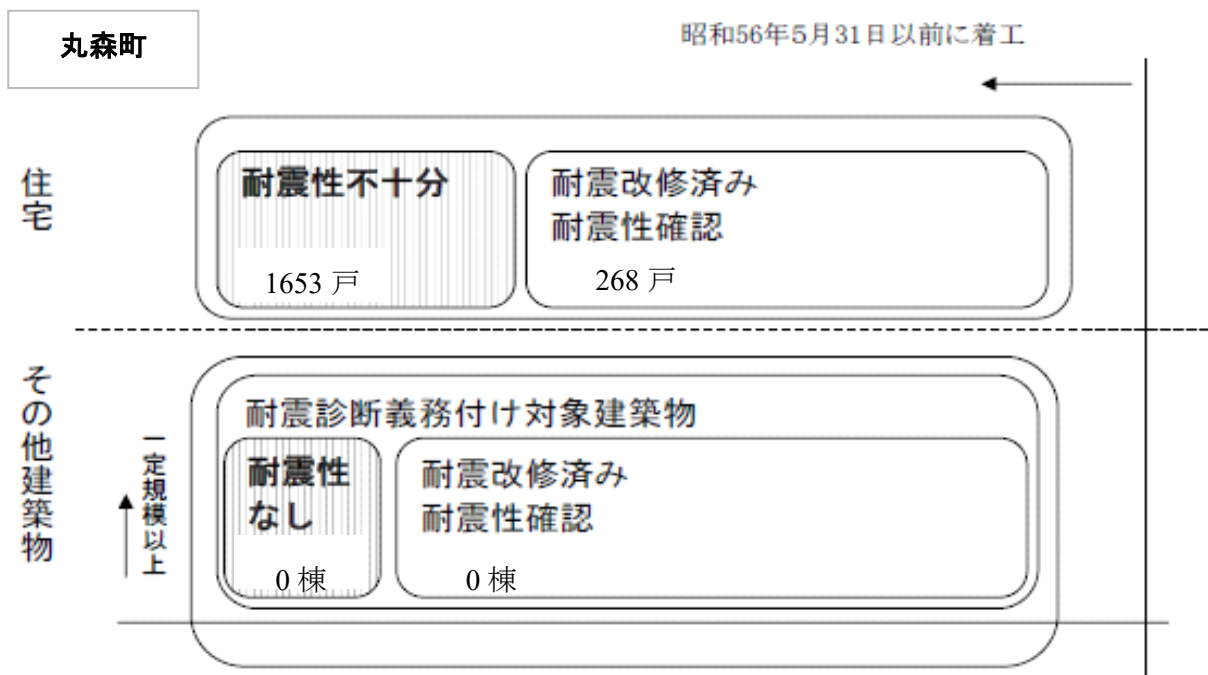 丸森町
昭和56年5月31日以前に着工
住宅
耐震性不十分
1653 戸
耐震改修済み
耐震性確認
268 戸
その他建築物
一定規模以上
耐震診断義務付け対象建築物
耐震性
なし
0 棟
耐震改修済み
耐震性確認
0 棟